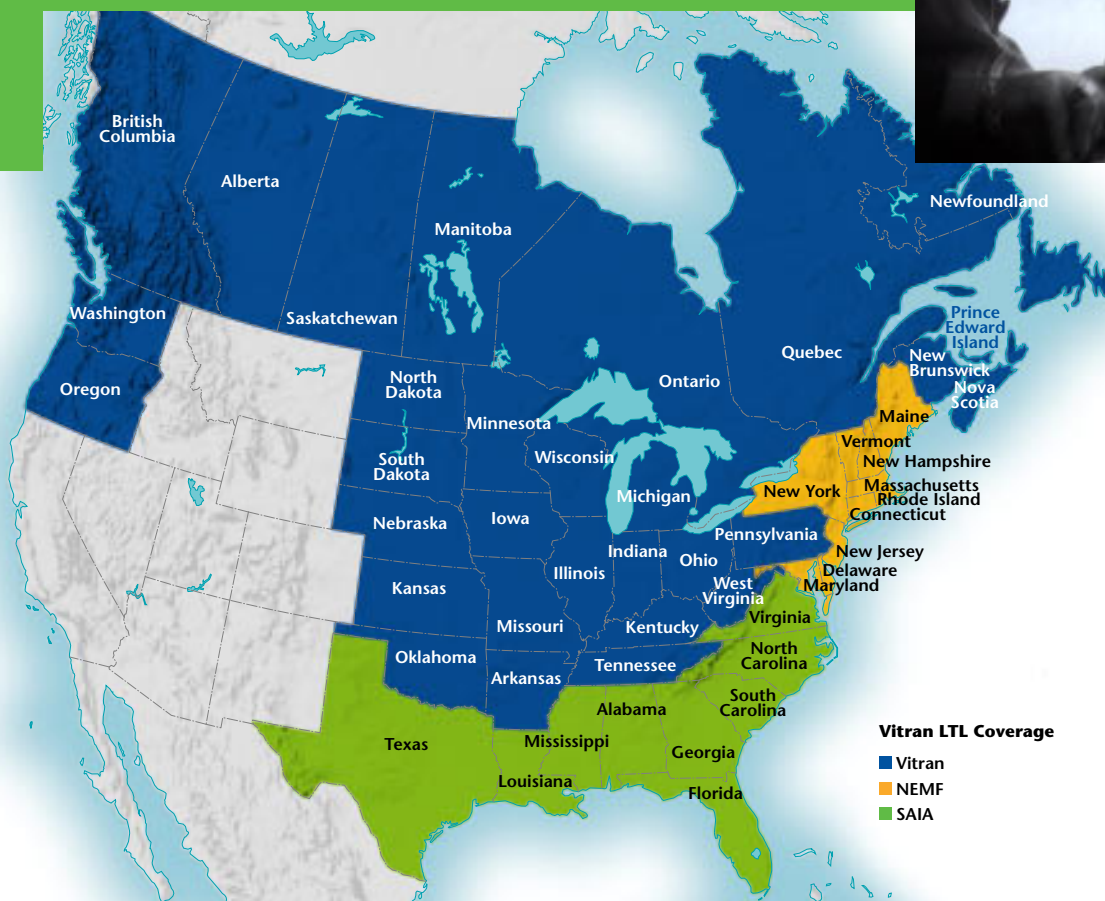 British
Columbia
Alberta
Saskatchewan
Manitoba
Ontario
Quebec
Newfoundland
Prince
Edward
Island
New
Brunswick
Nova
Scotia
Washington
Oregon
North
Dakota
South
Dakota
Nebraska
Kansas
Oklahoma
Minnesota
Iowa
Missouri
Arkansas
Wisconsin
Illinois
Michigan
Indiana
Ohio
Kentucky
Tennessee
West
Virginia
Pennsylvania
New York
Maine
Vermont
New Hampshire
Massachusetts
Rhode Island
Connecticut
New Jersey
Delaware
Maryland
Virginia
North
Carolina
South
Carolina
Georgia
Florida
Alabama
Mississippi
Louisiana
Texas
Vitran LTL Coverage
Vitran
NEMF
SAIA